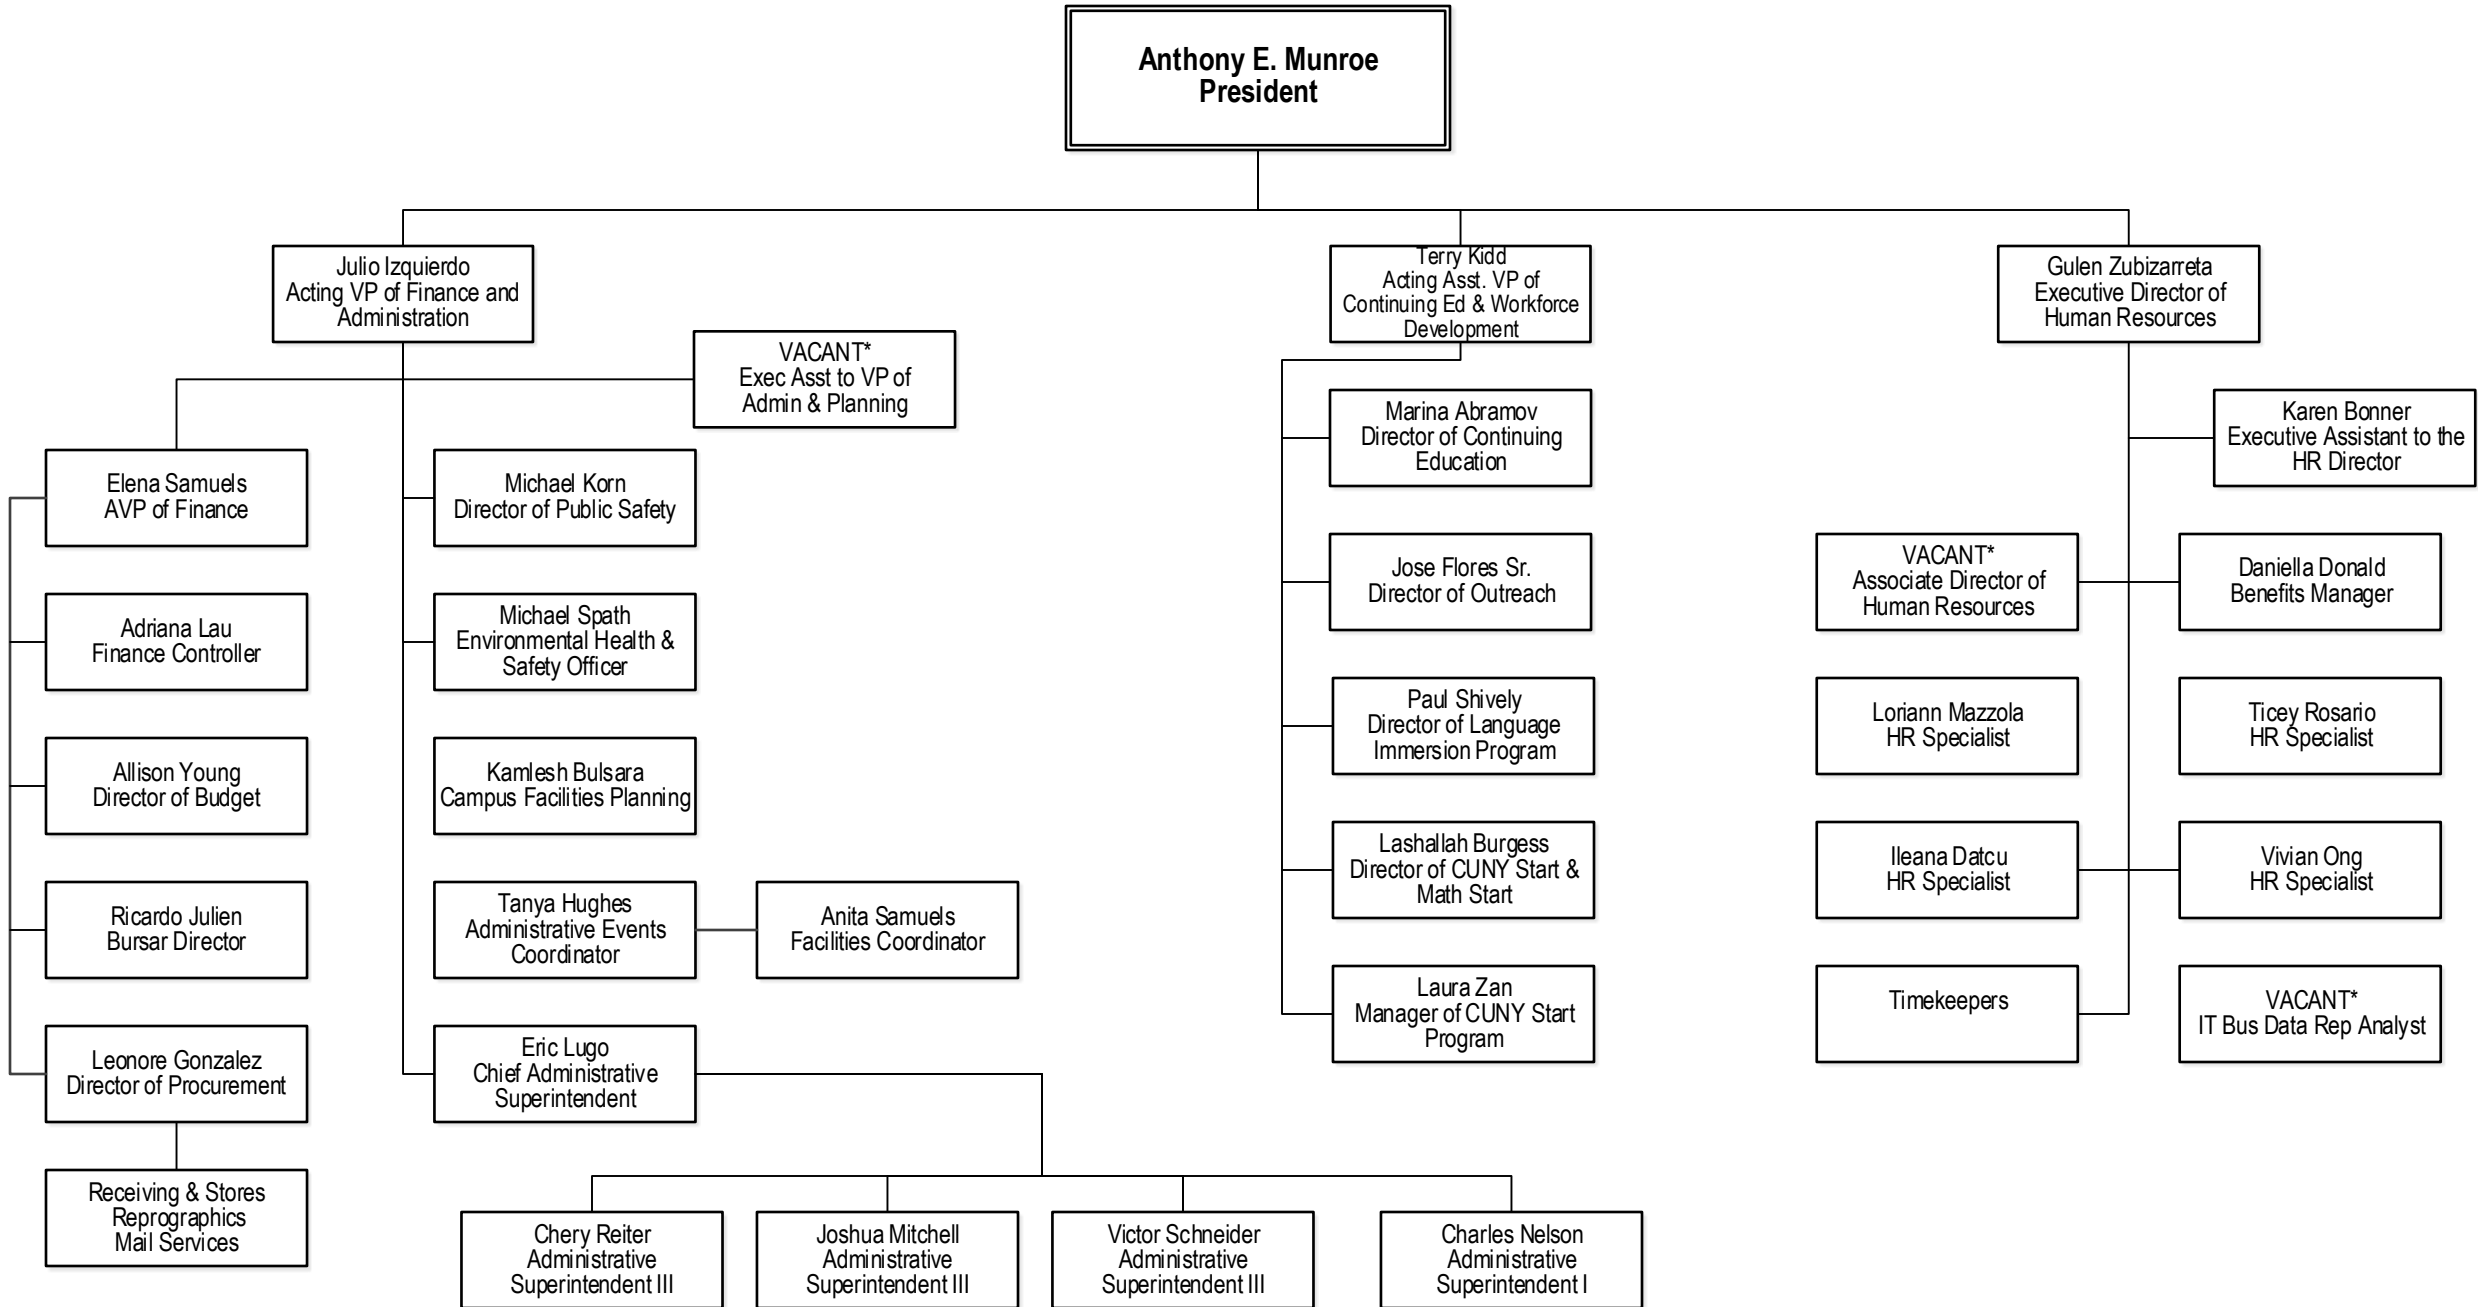 Anthony E. Munroe
President
Julio Izquierdo
Acting VP of Finance and
Administration
Terry Kidd
Acting Asst. VP of
Continuing Ed & Workforce
Development
Gulen Zubizarreta
Executive Director of
Human Resources
VACANT*
Exec Asst to VP of
Admin & Planning
Elena Samuels
AVP of Finance
Adriana Lau
Finance Controller
Allison Young
Director of Budget
Ricardo Julien
Bursar Director
Leonore Gonzalez
Director of Procurement
Receiving & Stores
Reprographics
Mail Services
Michael Korn
Director of Public Safety
Michael Spath
Environmental Health &
Safety Officer
Kamlesh Bulsara
Campus Facilities Planning
Tanya Hughes
Administrative Events
Coordinator
Anita Samuels
Facilities Coordinator
Eric Lugo
Chief Administrative
Superintendent
Chery Reiter
Administrative
Superintendent III
Joshua Mitchell
Administrative
Superintendent III
Victor Schneider
Administrative
Superintendent III
Charles Nelson
Administrative
Superintendent I
Marina Abramov
Director of Continuing
Education
Jose Flores Sr.
Director of Outreach
Paul Shively
Director of Language
Immersion Program
Lashallah Burgess
Director of CUNY Start &
Math Start
Laura Zan
Manager of CUNY Start
Program
Karen Bonner
Executive Assistant to the
HR Director
VACANT*
Associate Director of
Human Resources
Daniella Donald
Benefits Manager
Loriann Mazzola
HR Specialist
Ticey Rosario
HR Specialist
Ileana Datcu
HR Specialist
Vivian Ong
HR Specialist
Timekeepers
VACANT*
IT Bus Data Rep Analyst